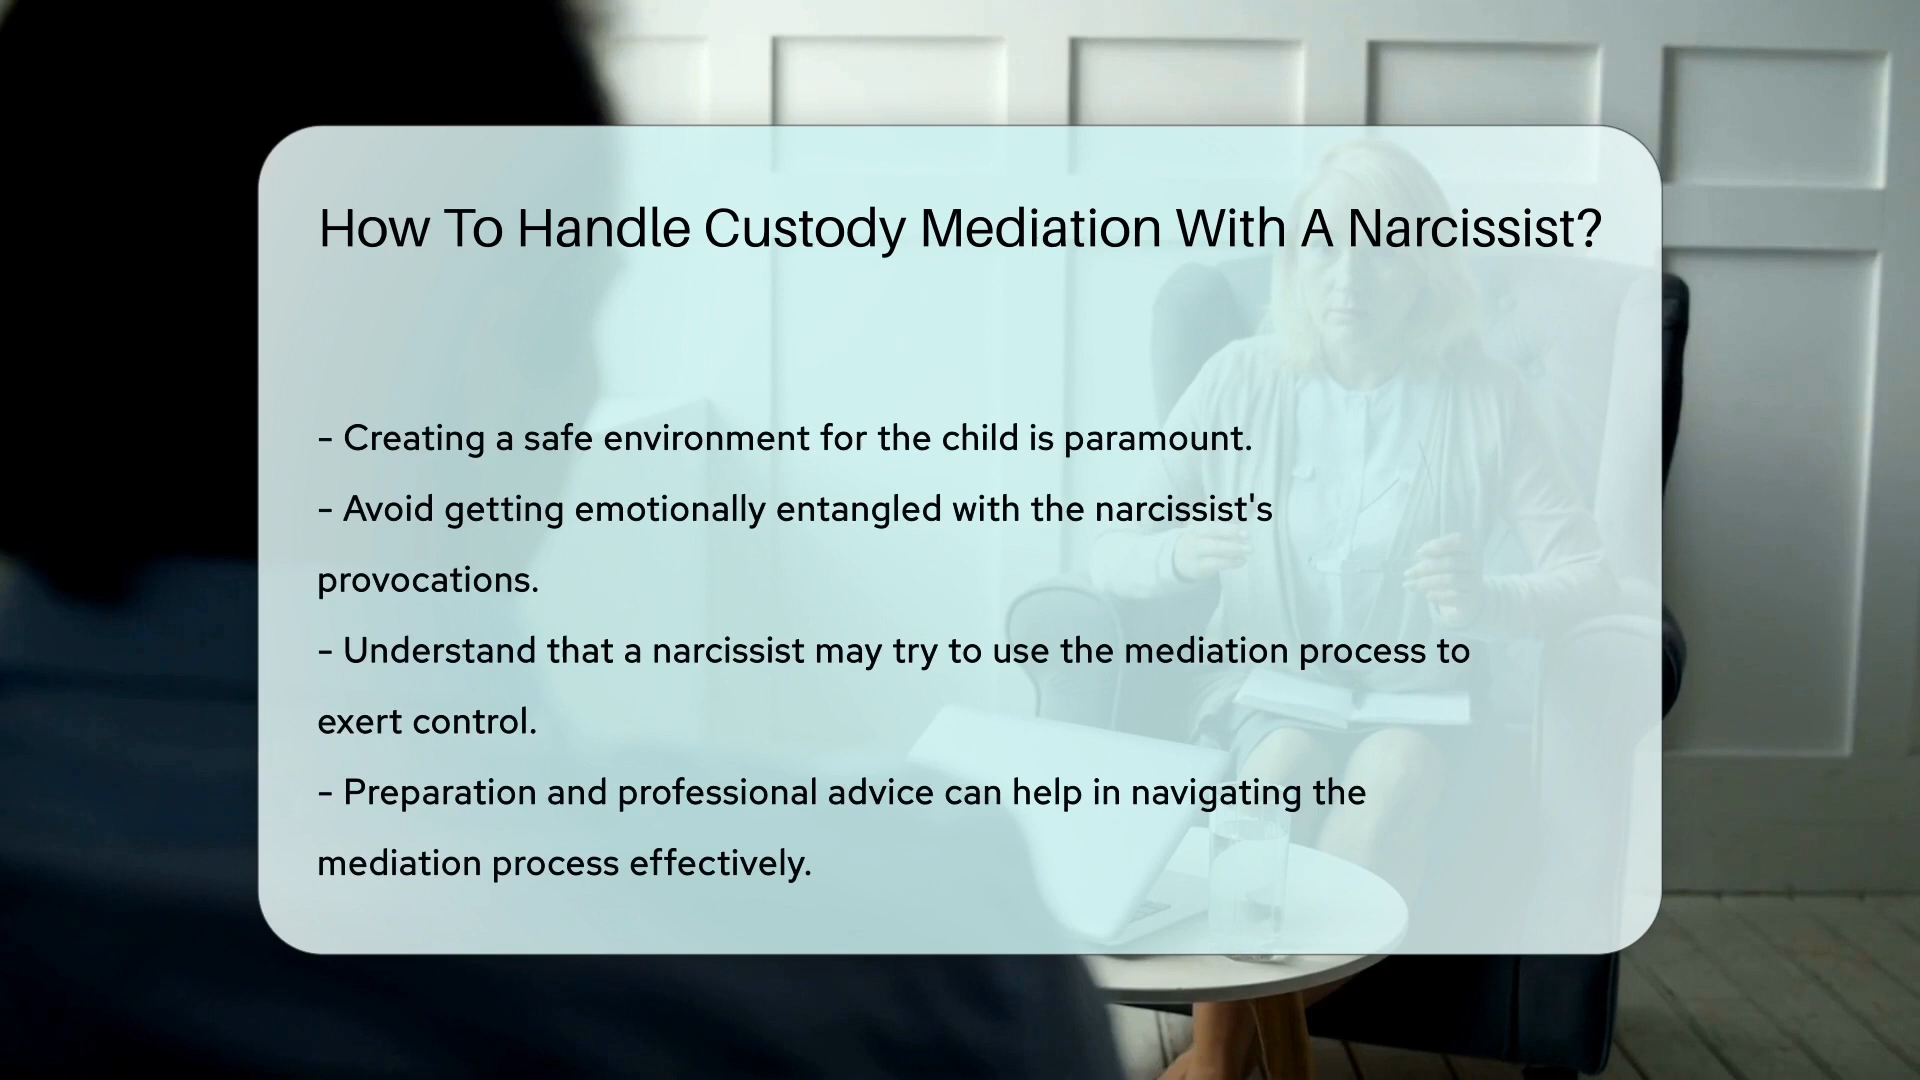 How To Handle Custody Mediation With A Narcissist?
- Creating a safe environment for the child is paramount.
- Avoid getting emotionally entangled with the narcissist's
provocations.
- Understand that a narcissist may try to use the mediation process to
exert control.
- Preparation and professional advice can help in navigating the
mediation process effectively.